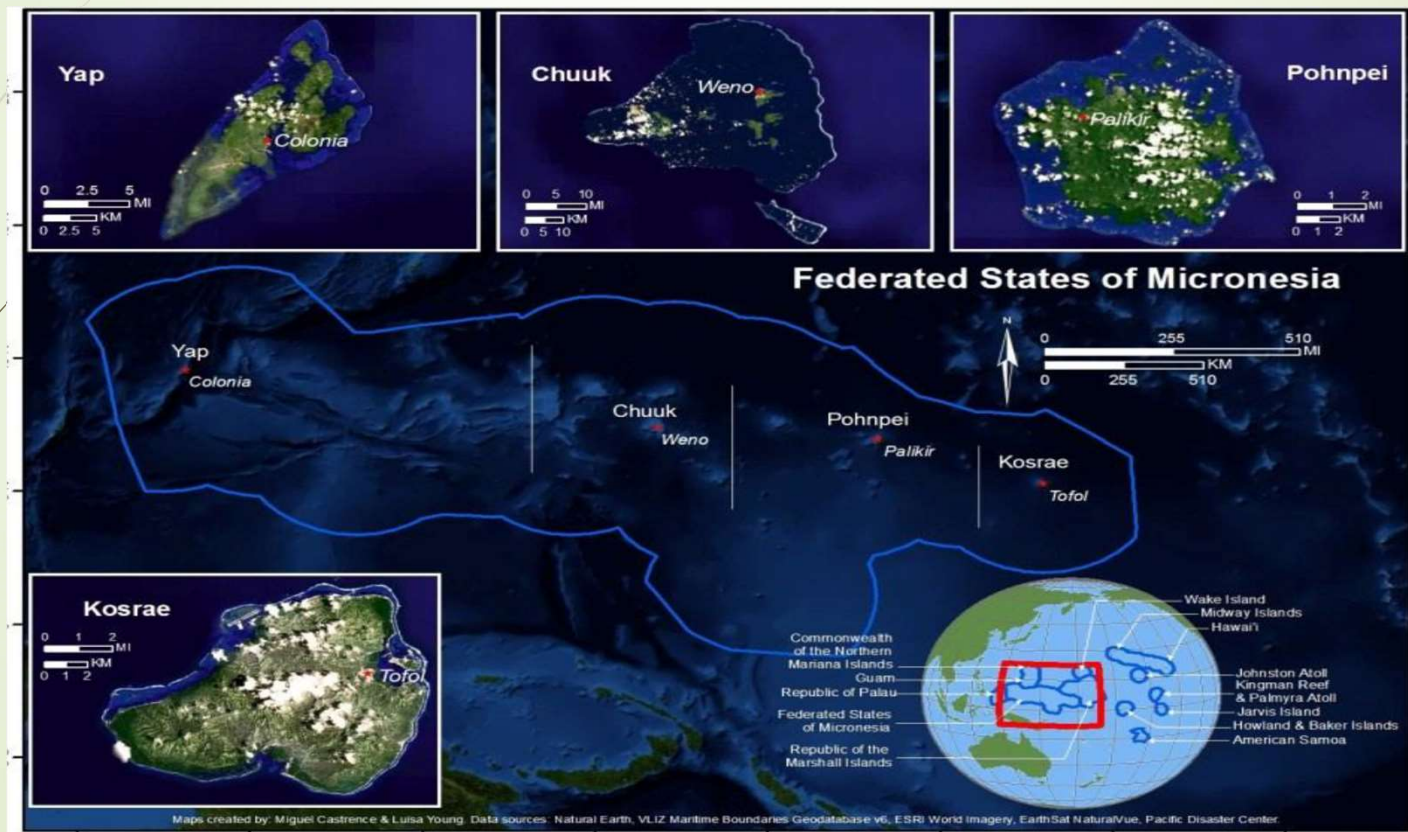 Yap
Colonia
0 2.5 5
MI
KM
0 2.5 5
Chuuk
Weno
0 5 10
MI
KM
0 5 10
Pohnpei
Palikir
0 1 2
MI
KM
0 1 2
Federated States of Micronesia
N
0 255 510
MI
KM
0 255 510
Yap
Colonia
Chuuk
Weno
Pohnpei
Palikir
Kosrae
Tofol
Kosrae
0 1 2
MI
KM
0 1 2
Tofol
Commonwealth
of the Northern
Mariana Islands
Guam
Republic of Palau
Federated States
of Micronesia
Republic of the
Marshall Islands
Wake Island
Midway Islands
Hawai'i
Johnston Atoll
Kingman Reef
& Palmyra Atoll
Jarvis Island
Howland & Baker Islands
American Samoa
Maps created by: Miguel Castrence & Luisa Young. Data sources: Natural Earth, VLIZ Maritime Boundaries Geodatabase v6, ESRI World Imagery, EarthSat NaturalVue, Pacific Disaster Center.